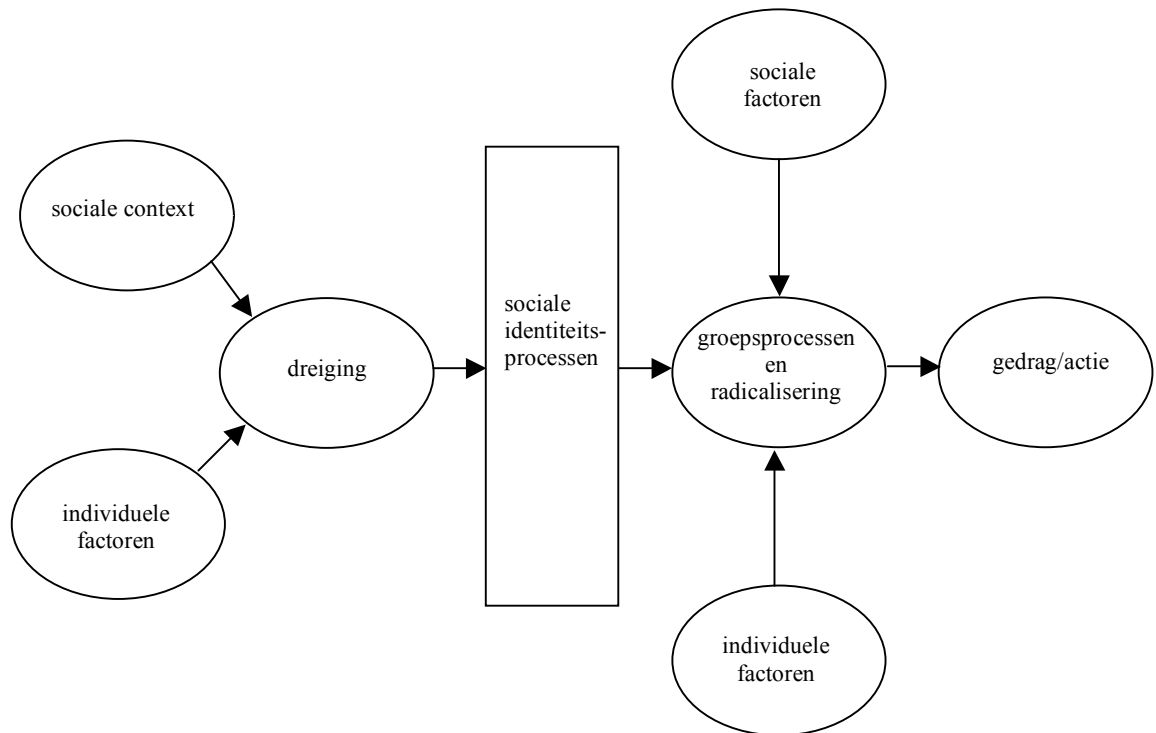 sociale
factoren
sociale context
sociale
identiteits-
processen
dreiging
groepsprocessen
en
radicalisering
gedrag/actie
individuele
factoren
individuele
factoren